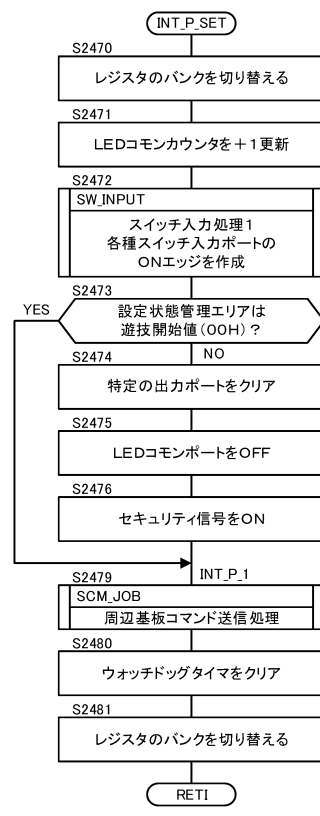 INT_P_SET
S2470
レジスタのバンクを切り替える
S2471
LEDコモンカウンタを＋1更新
S2472
SW_INPUT
スイッチ入力処理1
各種スイッチ入力ポートの
ONエッジを作成
S2473
設定状態管理エリアは
遊技開始値(00H)？
YES
NO
S2474
特定の出力ポートをクリア
S2475
LEDコモンポートをOFF
S2476
セキュリティ信号をON
INT_P_1
S2479
SCM_JOB
周辺基板コマンド送信処理
S2480
ウォッチドッグタイマをクリア
S2481
レジスタのバンクを切り替える
RETI